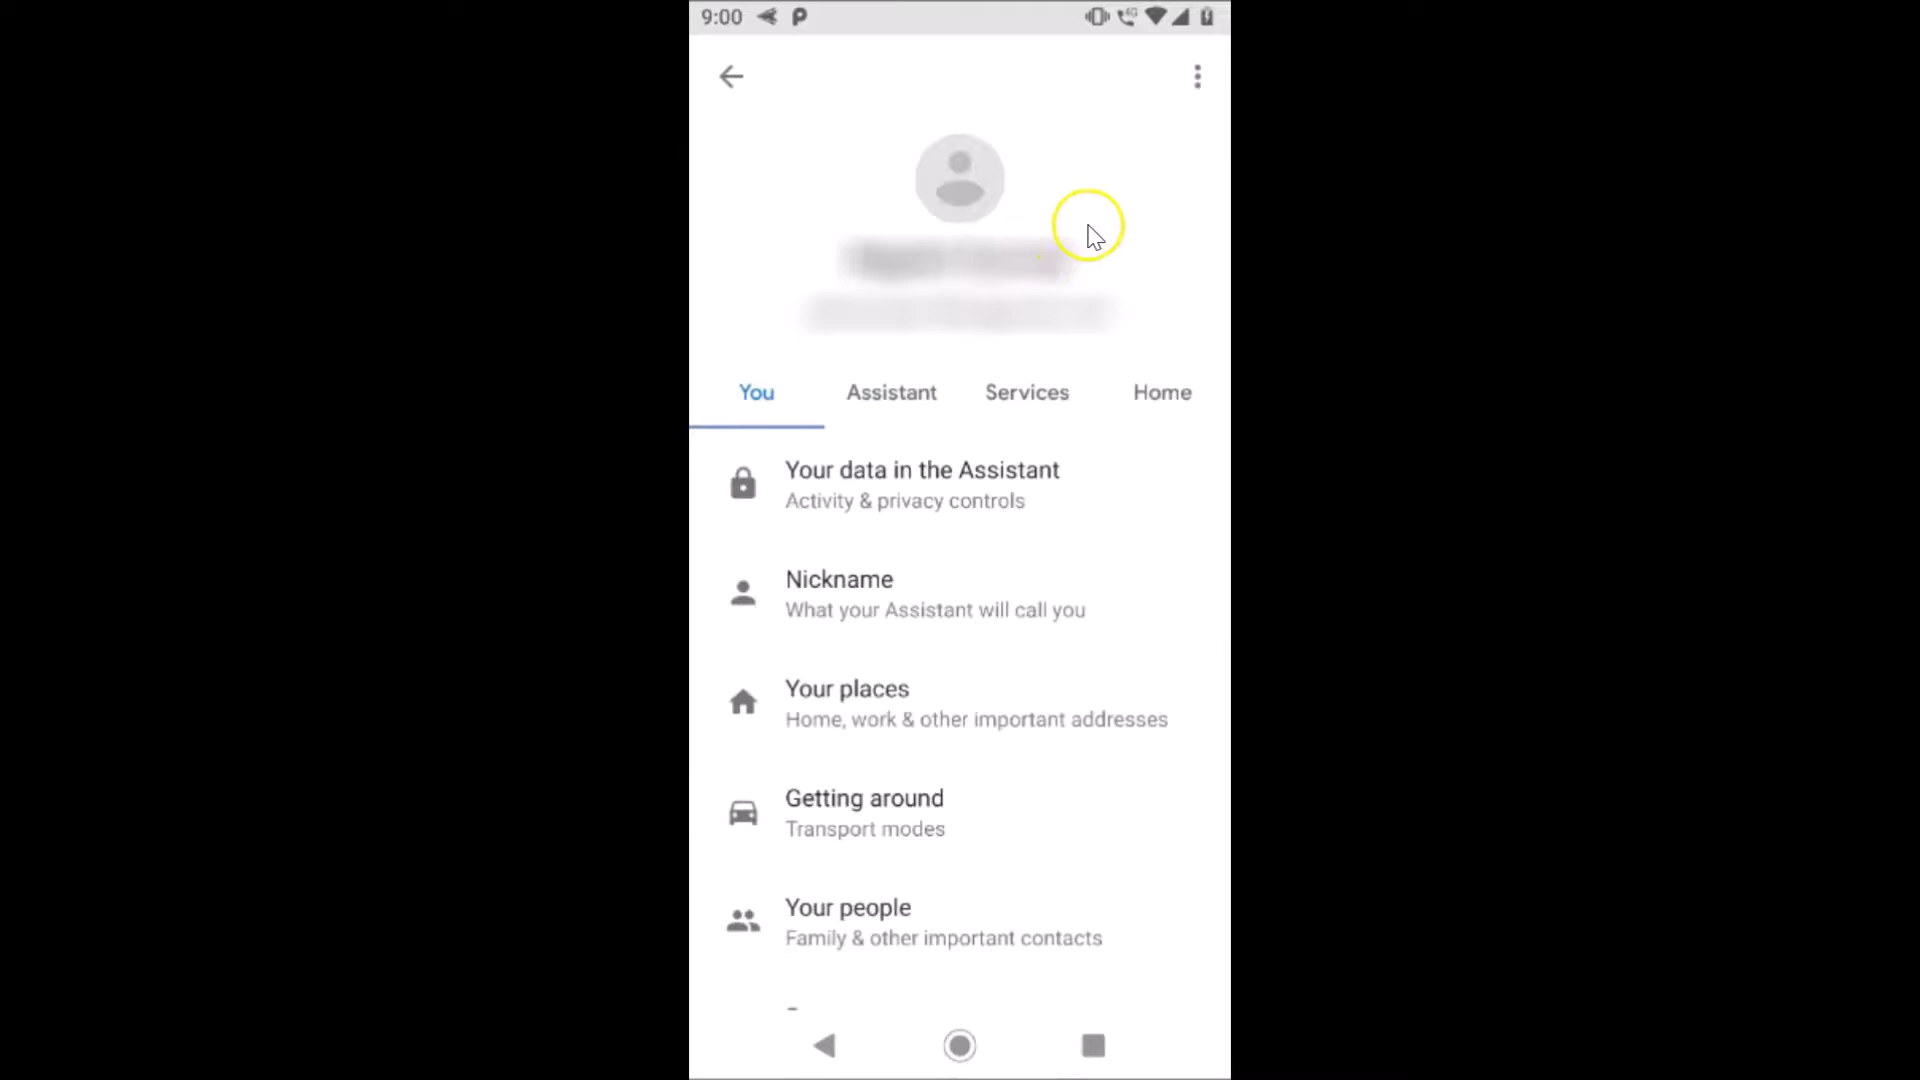 9:00
4G
You Assistant Services Home
Your data in the Assistant
Activity & privacy controls
Nickname
What your Assistant will call you
Your places
Home, work & other important addresses
Getting around
Transport modes
Your people
Family & other important contacts